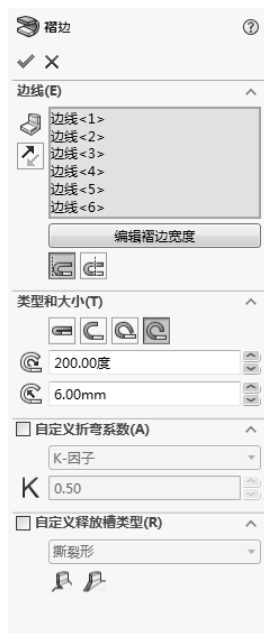 褶边
边线(E)
边线<1>
边线<2>
边线<3>
边线<4>
边线<5>
边线<6>
编辑褶边宽度
类型和大小(T)
200.00度
6.00mm
自定义折弯系数(A)
K-因子
K 0.50
自定义释放槽类型(R)
撕裂形